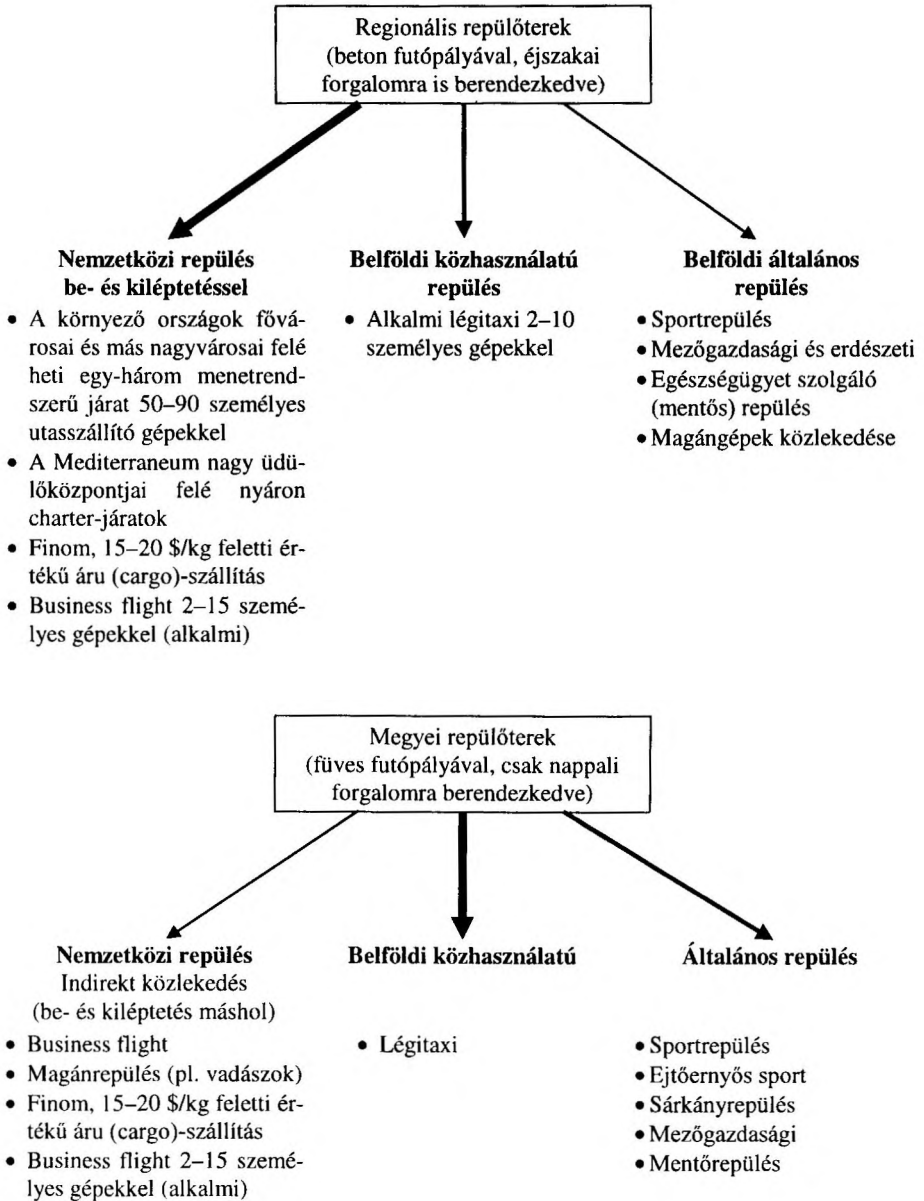 Regionális repülőterek
(beton futópályával, éjszakai
forgalomra is berendezkedve)
Nemzetközi repülés
be- és kiléptetéssel
• A környező országok fővá-
rosai és más nagyvárosai felé
heti egy-három menetrend-
szerű járat 50–90 személyes
utasszállító gépekkel
• A Mediterraneum nagy üdü-
lőközpontjai felé nyáron
charter-járatok
• Finom, 15–20 $/kg feletti ér-
tékű áru (cargo)-szállítás
• Business flight 2–15 szemé-
lyes gépekkel (alkalmi)
Belföldi közhasználatú
repülés
• Alkalmi légitaxi 2–10
személyes gépekkel
Belföldi általános
repülés
• Sportrepülés
• Mezőgazdasági és erdészeti
• Egészségügyet szolgáló
(mentős) repülés
• Magángépek közlekedése
Megyei repülőterek
(füves futópályával, csak nappali
forgalomra berendezkedve)
Nemzetközi repülés
Indirekt közlekedés
(be- és kiléptetés máshol)
• Business flight
• Magánrepülés (pl. vadászok)
• Finom, 15–20 $/kg feletti ér-
tékű áru (cargo)-szállítás
• Business flight 2–15 szemé-
lyes gépekkel (alkalmi)
Belföldi közhasználatú
• Légitaxi
Általános repülés
• Sportrepülés
• Ejtőernyős sport
• Sárkányrepülés
• Mezőgazdasági
• Mentőrepülés